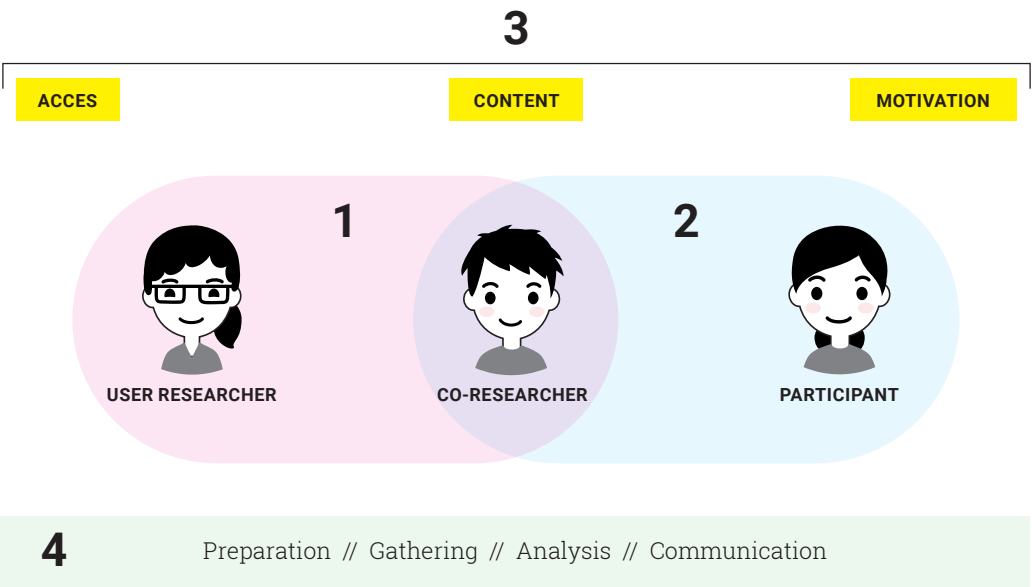 3
ACCES
CONTENT
MOTIVATION
1
2
USER RESEARCHER
CO-RESEARCHER
PARTICIPANT
4
Preparation // Gathering // Analysis // Communication